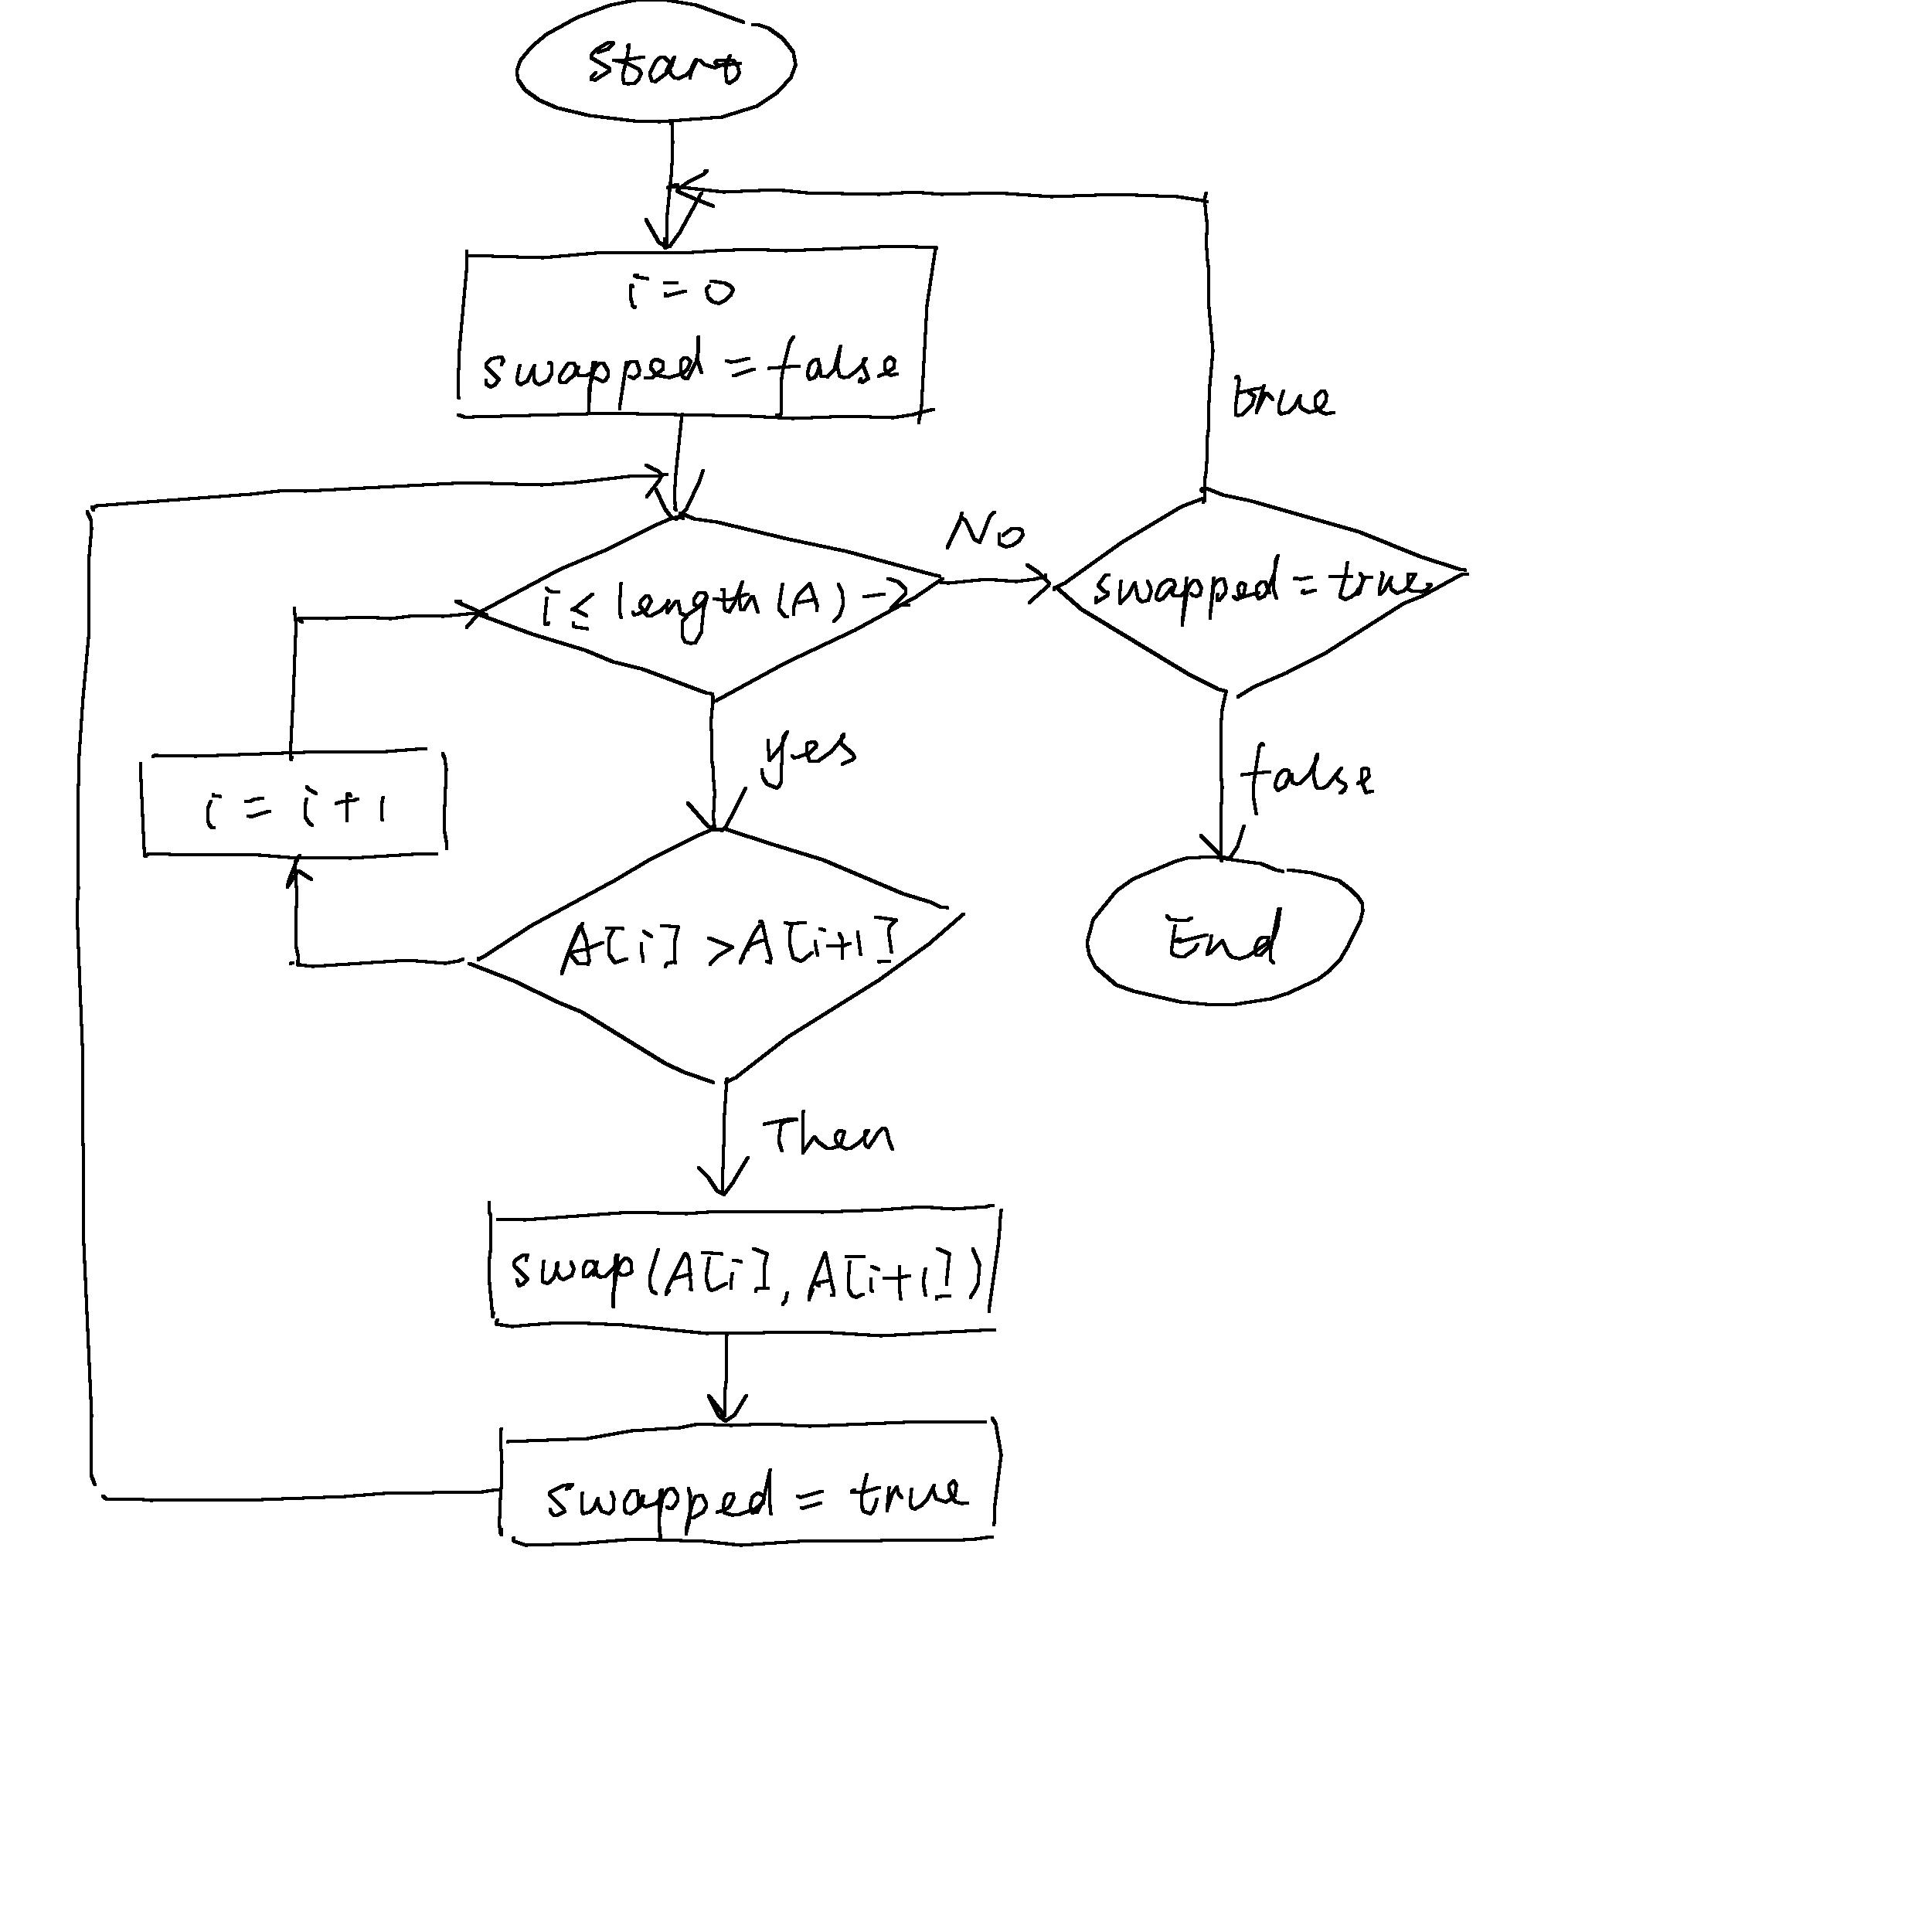 start
i = 0
swapped = false
true
No
i ≤ length(A) - 2
swapped = true
yes
false
i = i + 1
A[i] > A[i+1]
End
Then
swap(A[i], A[i+1])
swapped = true